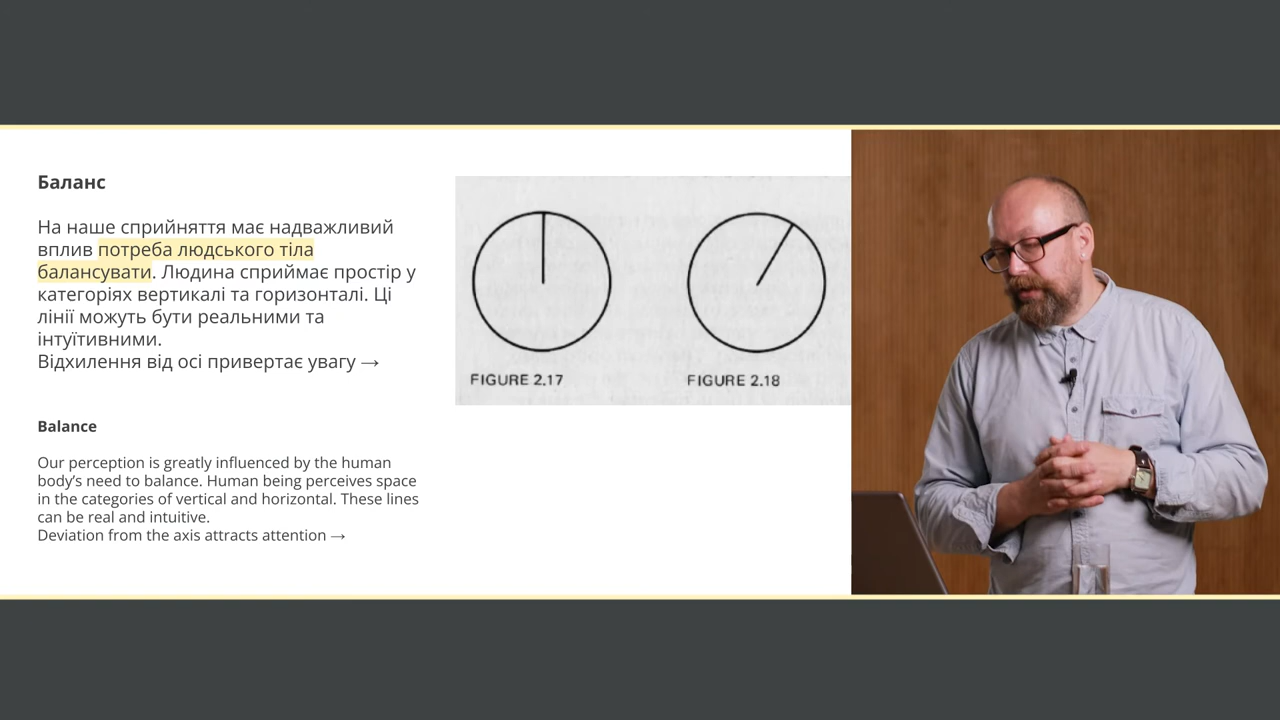 Баланс
На наше сприйняття має надважливий
вплив потреба людського тіла
балансувати. Людина сприймає простір у
категоріях вертикалі та горизонталі. Ці
лінії можуть бути реальними та
інтуїтивними.
Відхилення від осі привертає увагу →
Balance
Our perception is greatly influenced by the human
body’s need to balance. Human being perceives space
in the categories of vertical and horizontal. These lines
can be real and intuitive.
Deviation from the axis attracts attention →
FIGURE 2.17
FIGURE 2.18